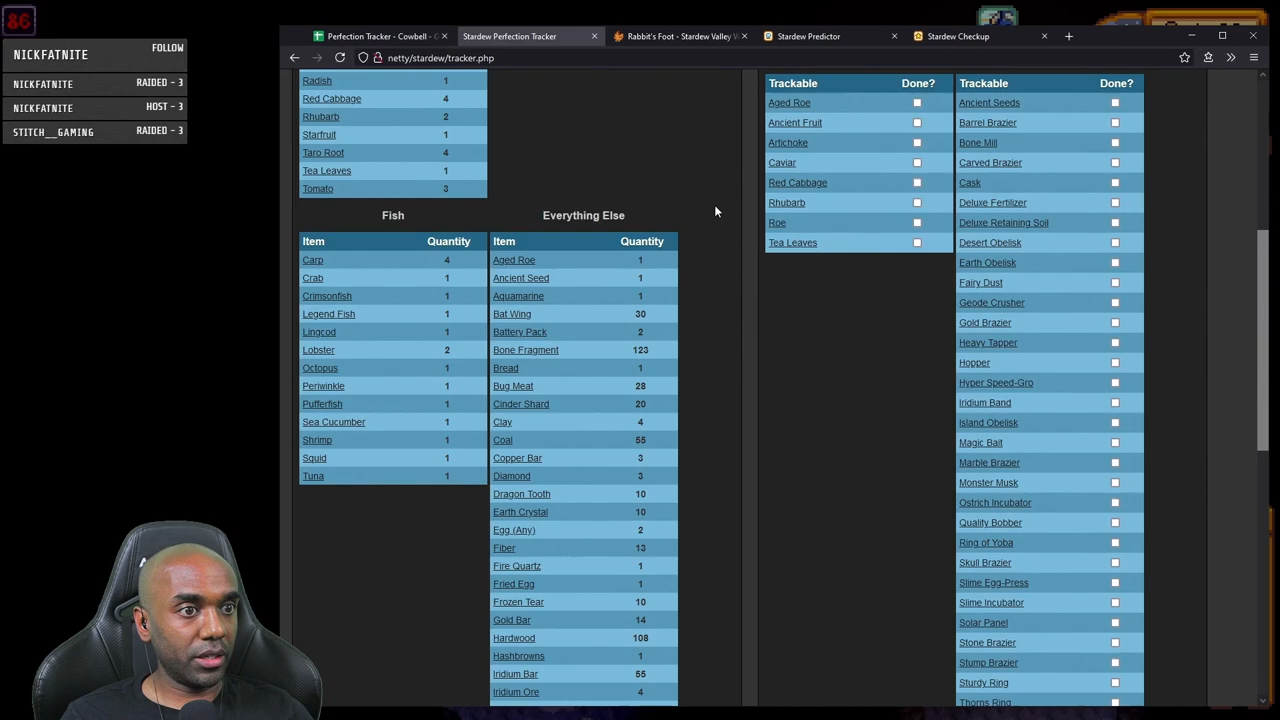 86
NICKFATNITE FOLLOW
NICKFATNITE RAIDED - 3
NICKFATNITE HOST - 3
STITCH__GAMING RAIDED - 3
Perfection Tracker - Cowbell -
Stardew Perfection Tracker
Rabbit's Foot - Stardew Valley
Stardew Predictor
Stardew Checkup
netty/stardew/tracker.php
Radish 1
Red Cabbage 4
Rhubarb 2
Starfruit 1
Taro Root 4
Tea Leaves 1
Tomato 3
Fish
Item Quantity
Carp 4
Crab 1
Crimsonfish 1
Legend Fish 1
Lingcod 1
Lobster 2
Octopus 1
Periwinkle 1
Pufferfish 1
Sea Cucumber 1
Shrimp 1
Squid 1
Tuna 1
Everything Else
Item Quantity
Aged Roe 1
Ancient Seed 1
Aquamarine 1
Bat Wing 30
Battery Pack 2
Bone Fragment 123
Bread 1
Bug Meat 28
Cinder Shard 20
Clay 4
Coal 55
Copper Bar 3
Diamond 3
Dragon Tooth 10
Earth Crystal 10
Egg (Any) 2
Fiber 13
Fire Quartz 1
Fried Egg 1
Frozen Tear 10
Gold Bar 14
Hardwood 108
Hashbrowns 1
Iridium Bar 55
Iridium Ore 4
Trackable Done?
Aged Roe
Ancient Fruit
Artichoke
Caviar
Red Cabbage
Rhubarb
Roe
Tea Leaves
Trackable Done?
Ancient Seeds
Barrel Brazier
Bone Mill
Carved Brazier
Cask
Deluxe Fertilizer
Deluxe Retaining Soil
Desert Obelisk
Earth Obelisk
Fairy Dust
Geode Crusher
Gold Brazier
Heavy Tapper
Hopper
Hyper Speed-Gro
Iridium Band
Island Obelisk
Magic Bait
Marble Brazier
Monster Musk
Ostrich Incubator
Quality Bobber
Ring of Yoba
Skull Brazier
Slime Egg-Press
Slime Incubator
Solar Panel
Stone Brazier
Stump Brazier
Sturdy Ring
Thorns Ring